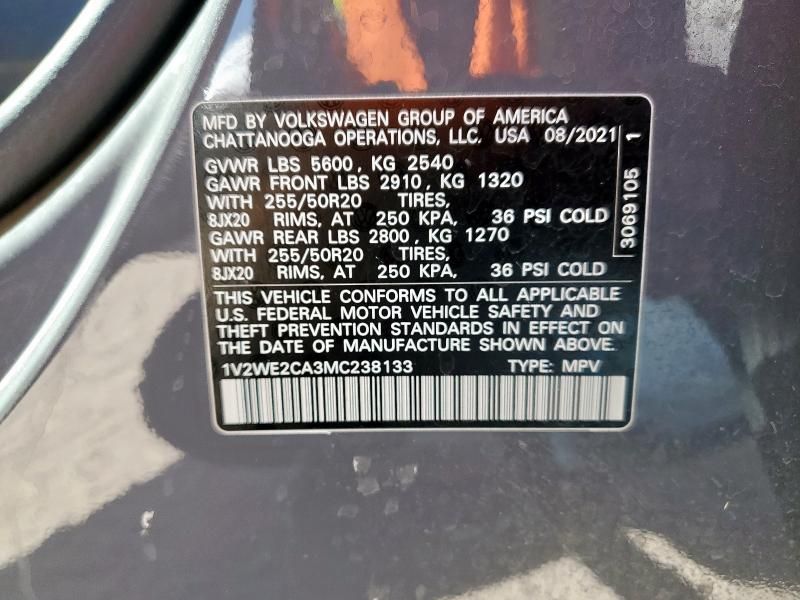 MFD BY VOLKSWAGEN GROUP OF AMERICA
CHATTANOOGA OPERATIONS, LLC. USA 08/2021
GVWR LBS 5600, KG 2540
GAWR FRONT LBS 2910, KG 1320
WITH 255/50R20 TIRES,
8JX20 RIMS, AT 250 KPA, 36 PSI COLD
GAWR REAR LBS 2800, KG 1270
WITH 255/50R20 TIRES,
8JX20 RIMS, AT 250 KPA, 36 PSI COLD
3069105 1
THIS VEHICLE CONFORMS TO ALL APPLICABLE
U.S. FEDERAL MOTOR VEHICLE SAFETY AND
THEFT PREVENTION STANDARDS IN EFFECT ON
THE DATE OF MANUFACTURE SHOWN ABOVE.
1V2WE2CA3MC238133 TYPE: MPV